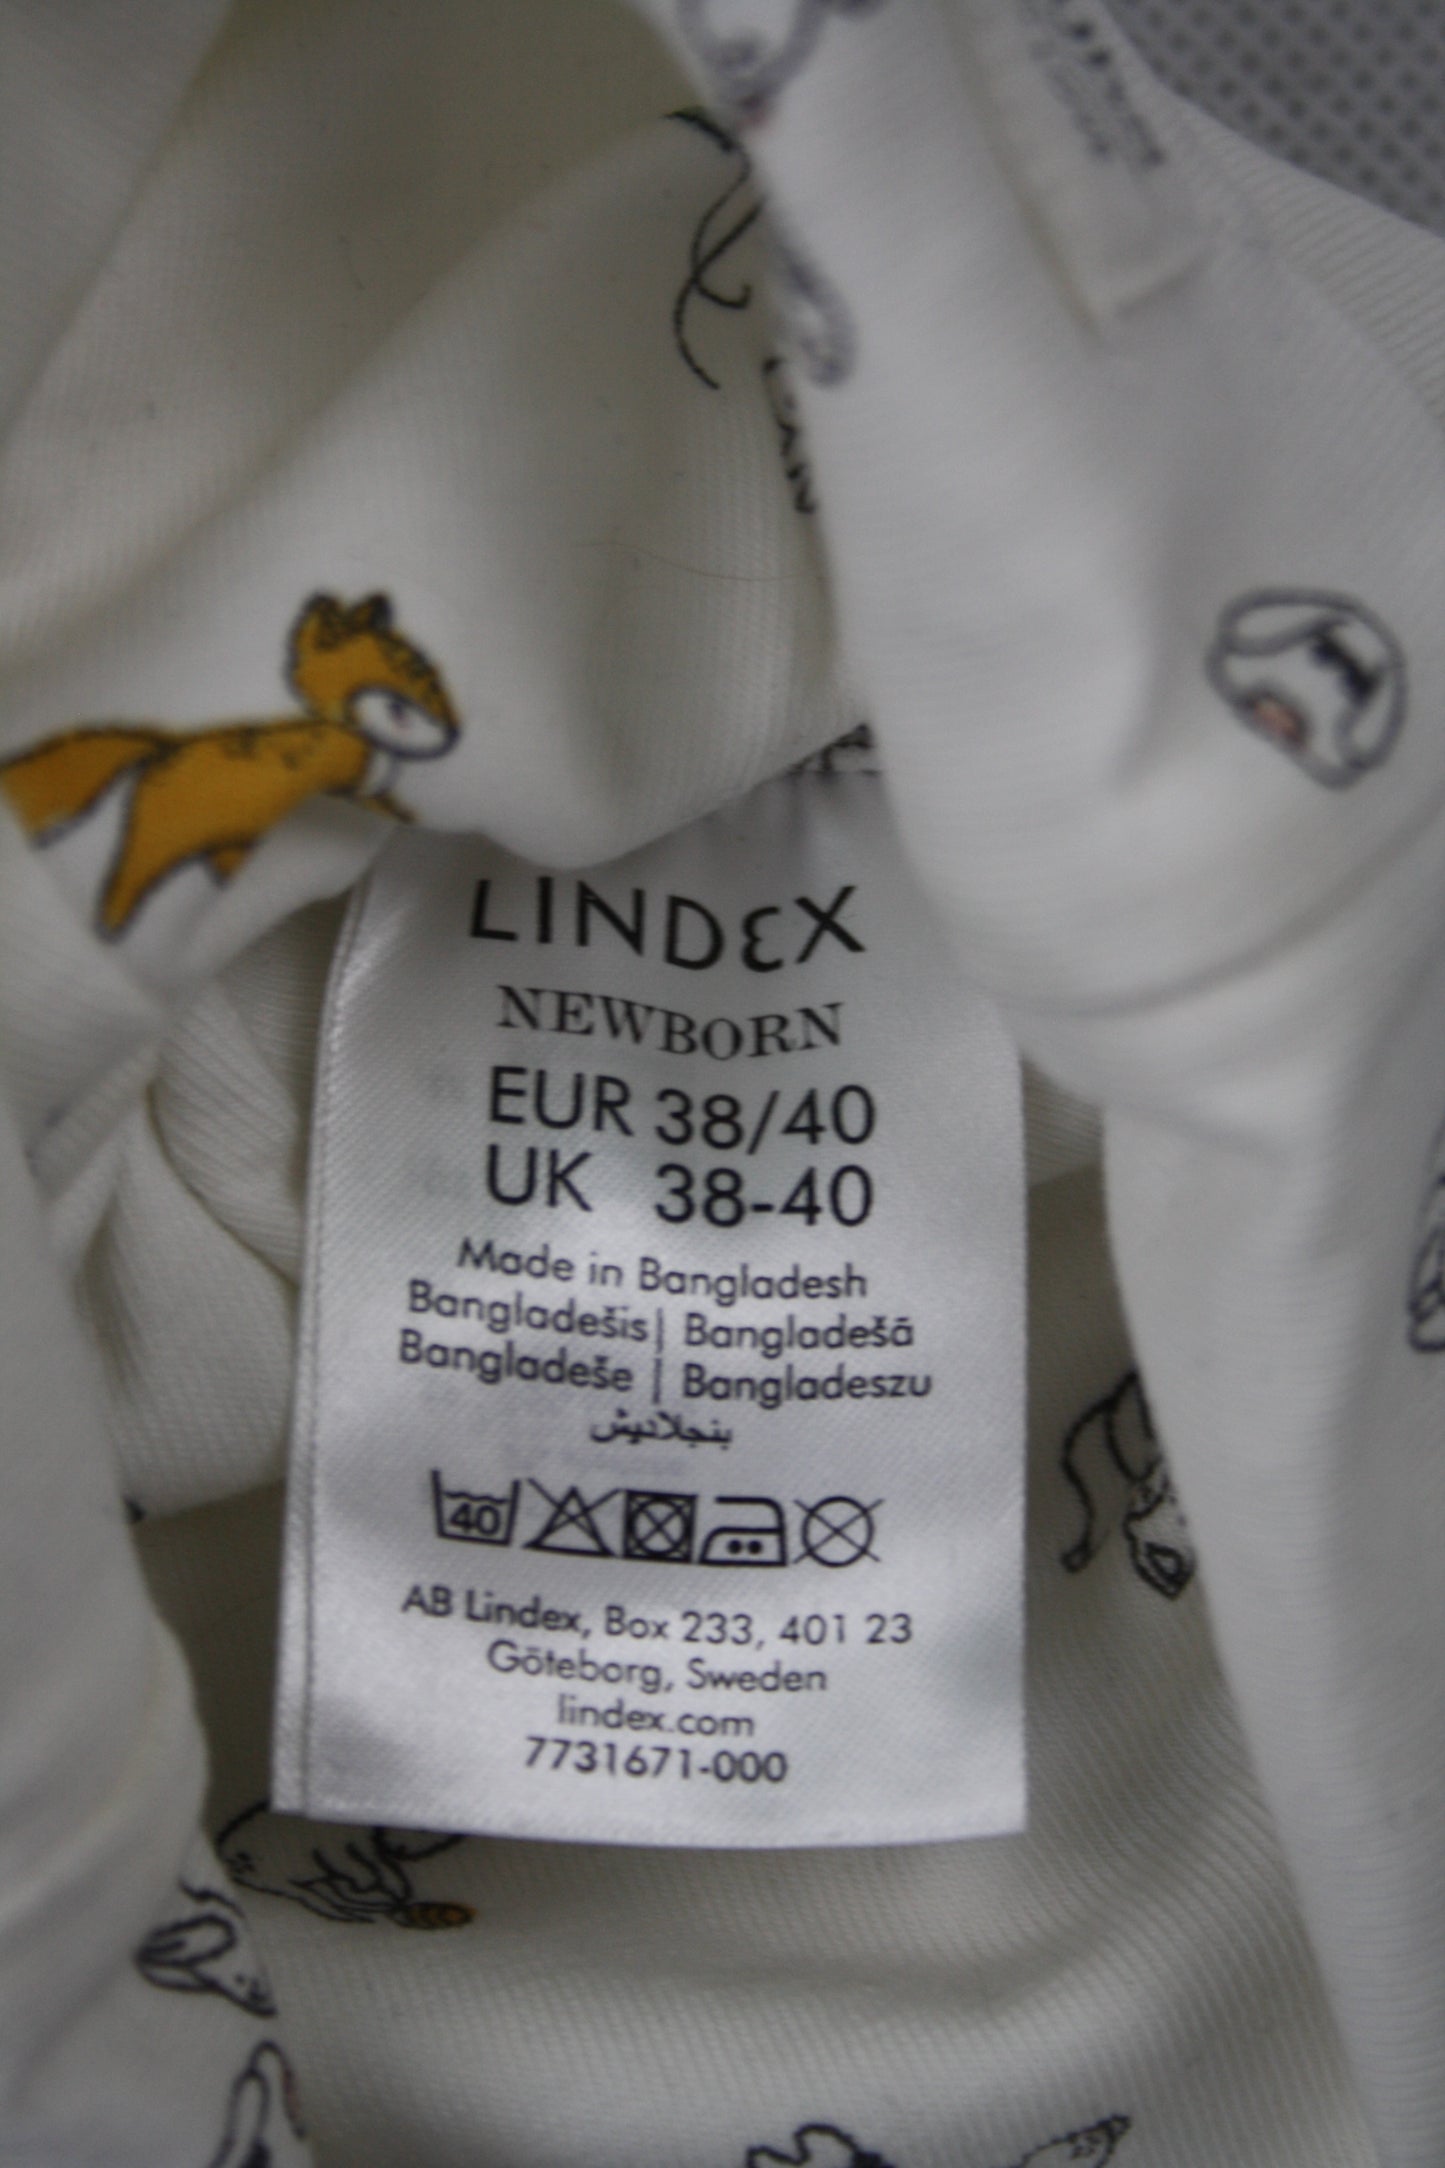 LINDEX
NEWBORN
EUR 38/40
UK 38-40
Made in Bangladesh
Bangladešis| Bangladešā
Bangladeše | Bangladeszu
بنجلاديش
40
AB Lindex, Box 233, 401 23
Göteborg, Sweden
lindex.com
7731671-000